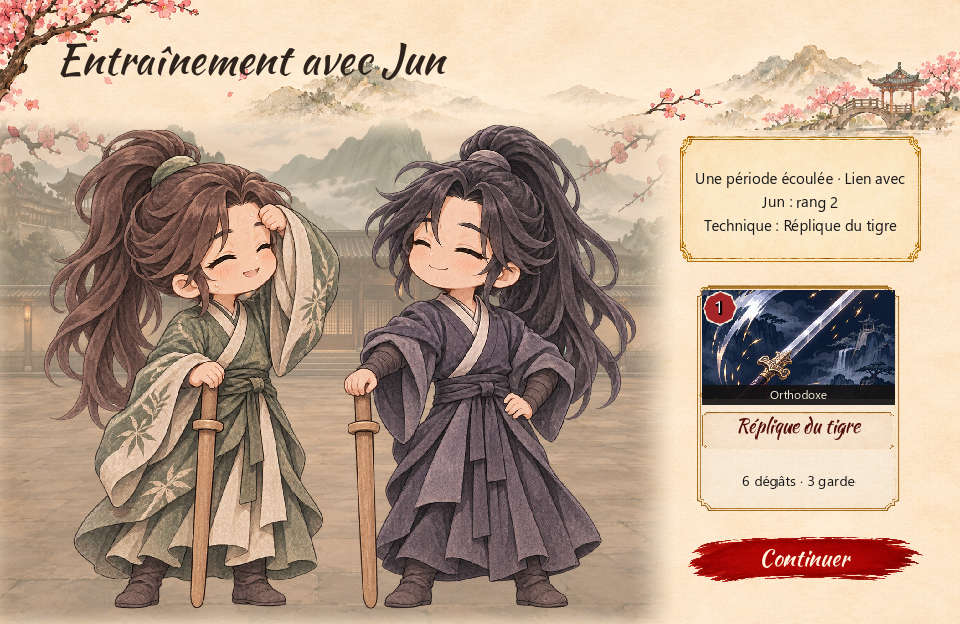 Entraînement avec Jun
Une période écoulée · Lien avec
Jun : rang 2
Technique : Réplique du tigre
1
Orthodoxe
Réplique du tigre
6 dégâts · 3 garde
Continuer